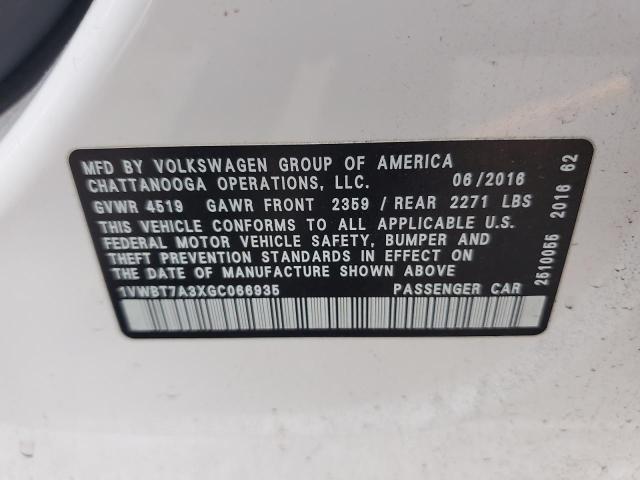 MFD BY VOLKSWAGEN GROUP OF AMERICA
CHATTANOOGA OPERATIONS, LLC. 06/2016
GVWR 4519 GAWR FRONT 2359 / REAR 2271 LBS
THIS VEHICLE CONFORMS TO ALL APPLICABLE U.S.
FEDERAL MOTOR VEHICLE SAFETY, BUMPER AND
THEFT PREVENTION STANDARDS IN EFFECT ON
THE DATE OF MANUFACTURE SHOWN ABOVE
1VWBT7A3XGC066935 PASSENGER CAR
2510055 2016 62